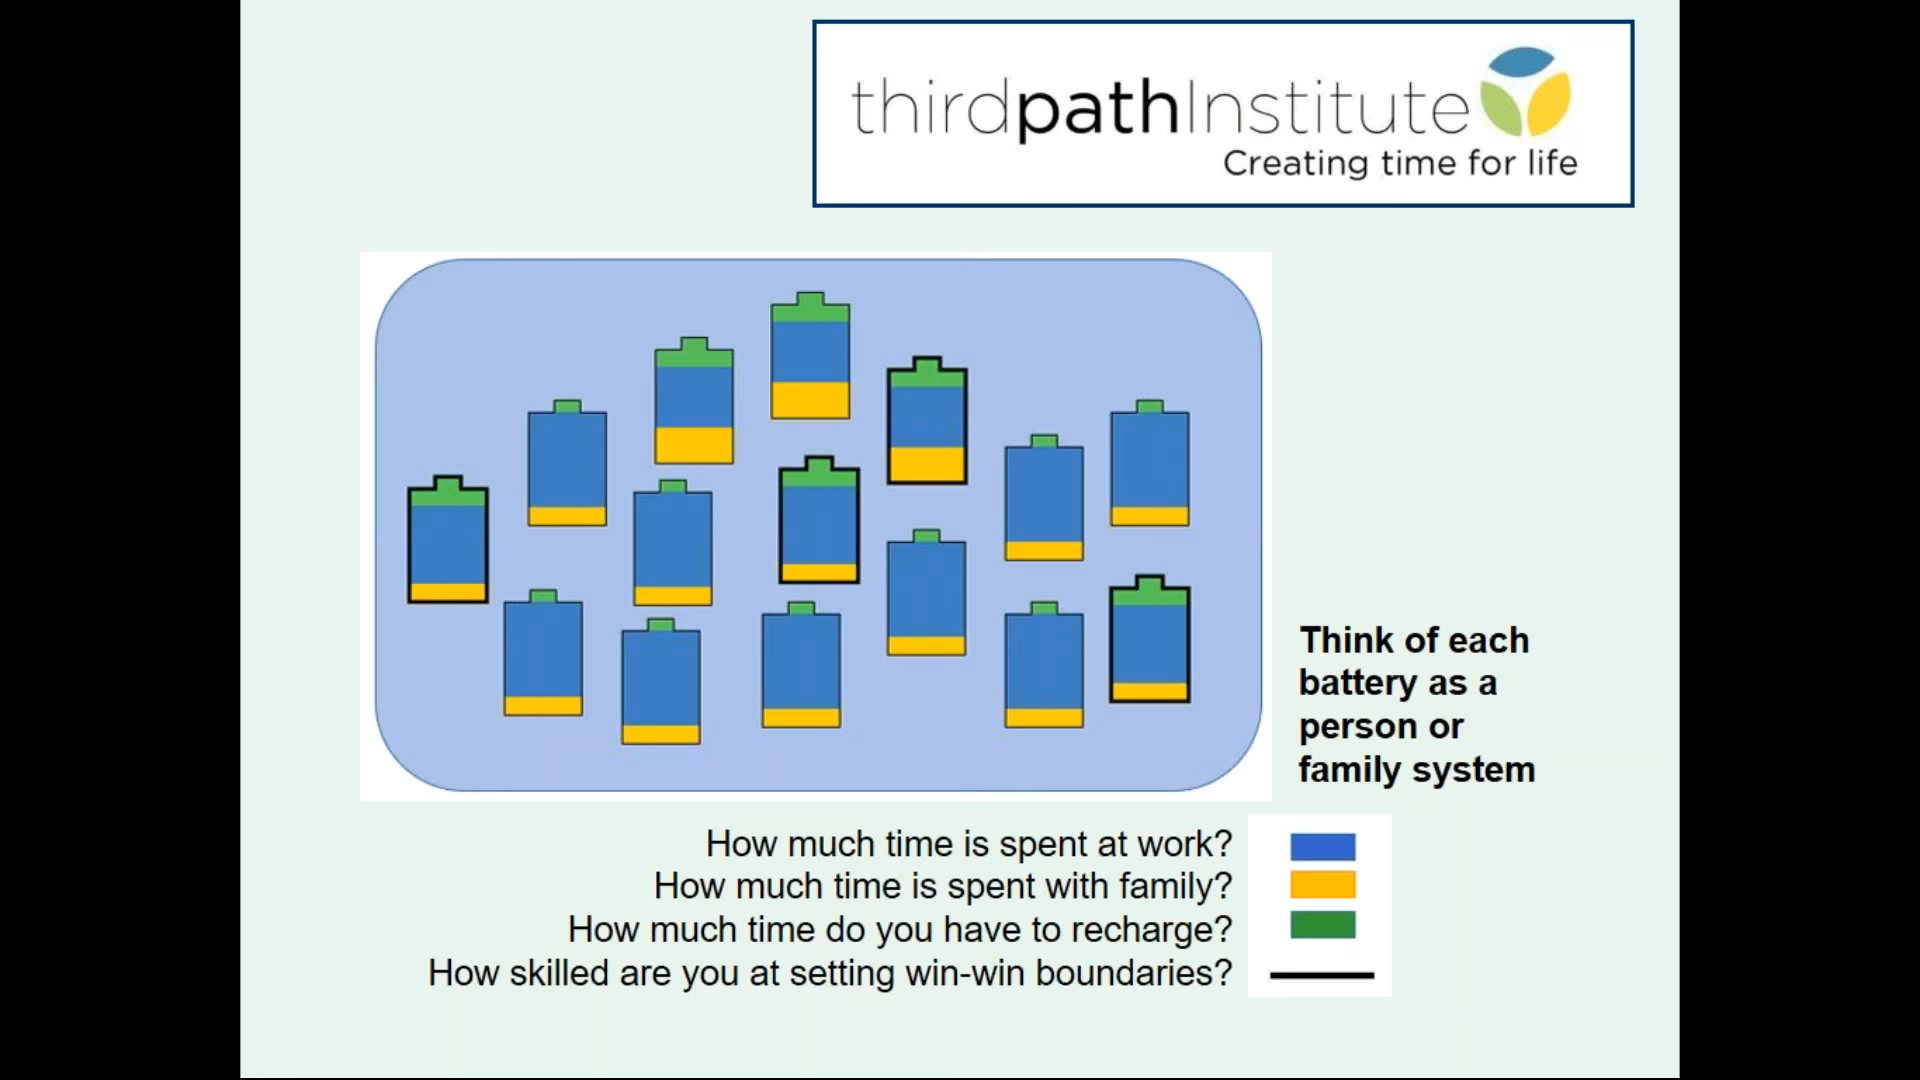 thirdpathInstitute
Creating time for life
Think of each
battery as a
person or
family system
How much time is spent at work?
How much time is spent with family?
How much time do you have to recharge?
How skilled are you at setting win-win boundaries?